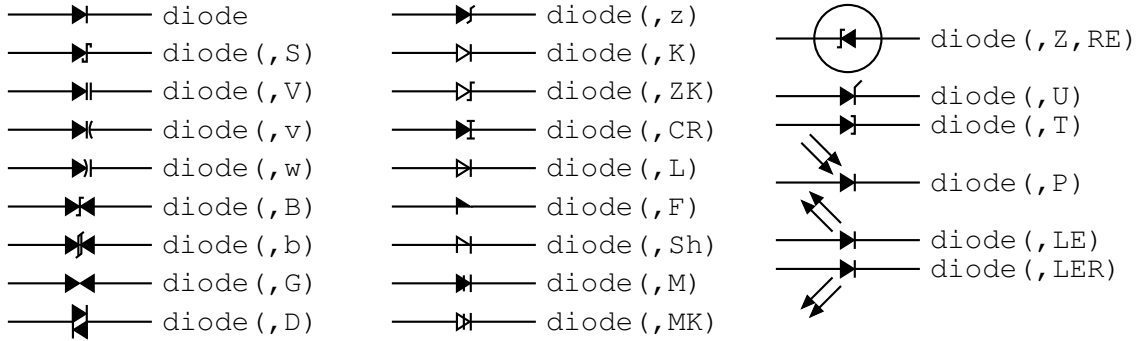 diode
diode(,S)
diode(,V)
diode(,v)
diode(,w)
diode(,B)
diode(,b)
diode(,G)
diode(,D)
diode(,z)
diode(,K)
diode(,ZK)
diode(,CR)
diode(,L)
diode(,F)
diode(,Sh)
diode(,M)
diode(,MK)
diode(,Z,RE)
diode(,U)
diode(,T)
diode(,P)
diode(,LE)
diode(,LER)